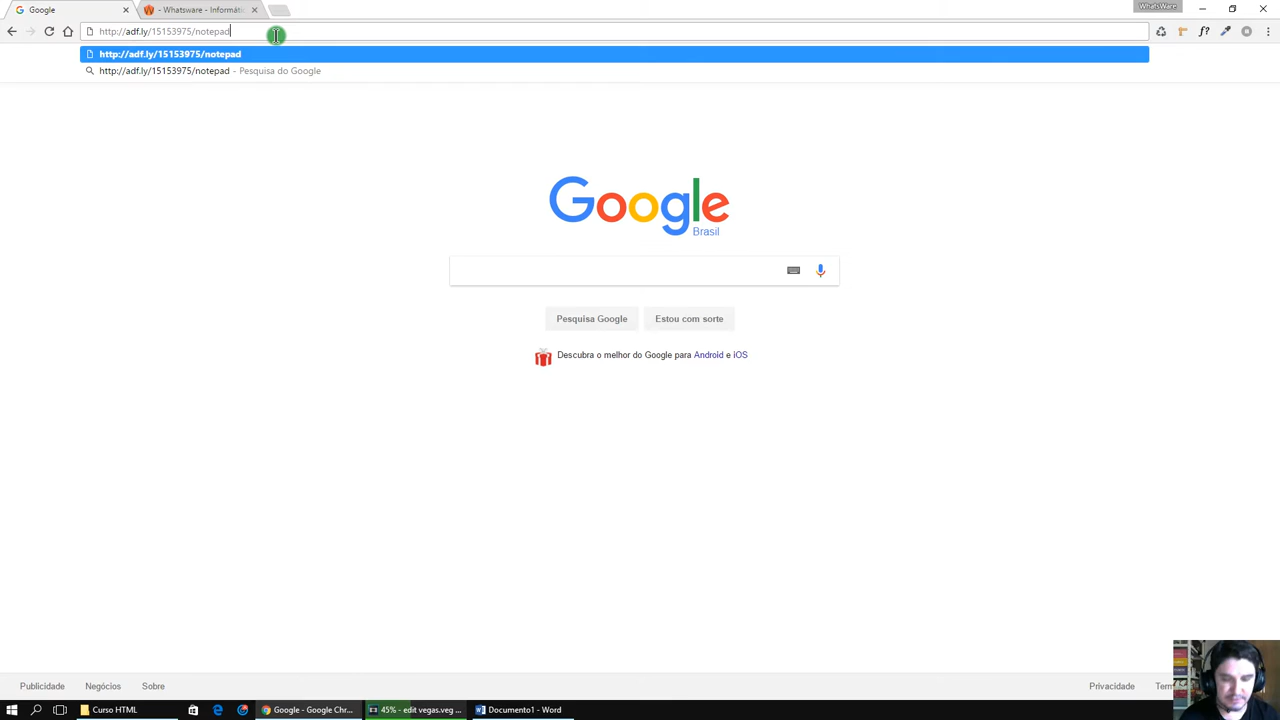 Google
- Whatsware - Informáti
WhatsWare
http://adf.ly/15153975/notepad
http://adf.ly/15153975/notepad
http://adf.ly/15153975/notepad - Pesquisa do Google
Google
Brasil
Pesquisa Google
Estou com sorte
Descubra o melhor do Google para Android e iOS
Publicidade
Negócios
Sobre
Privacidade
Curso HTML
Google - Google Chr...
45% - edit vegas.veg ...
Documento1 - Word